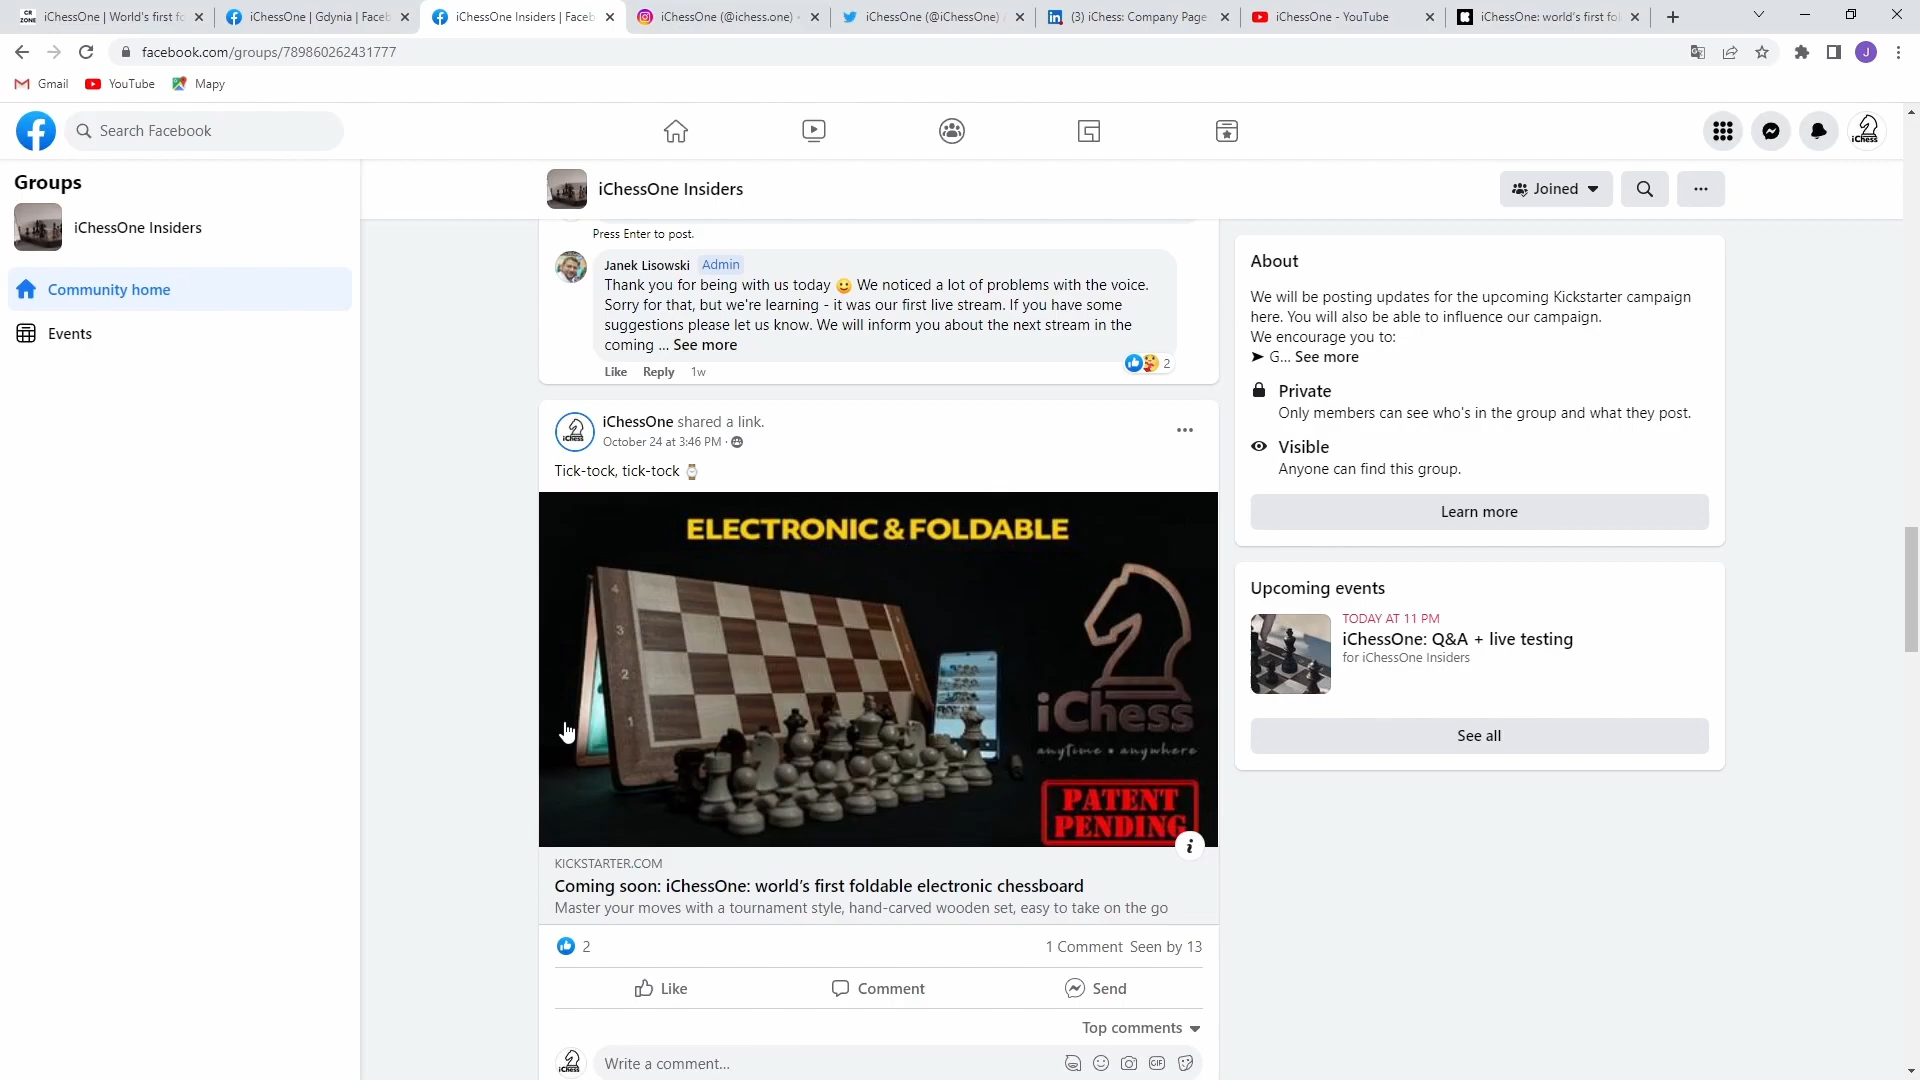 iChessOne | World's first fo
iChessOne | Gdynia | Faceb
iChessOne Insiders | Faceb
iChessOne (@ichess.one) •
iChessOne (@iChessOne) /
(3) iChess: Company Page
iChessOne - YouTube
iChessOne: world's first fol
facebook.com/groups/789860262431777
J
Gmail
YouTube
Mapy
Search Facebook
iChess
Groups
iChessOne Insiders
Community home
Events
iChessOne Insiders
Joined
Press Enter to post.
Janek Lisowski Admin
Thank you for being with us today 😀 We noticed a lot of problems with the voice.
Sorry for that, but we're learning - it was our first live stream. If you have some
suggestions please let us know. We will inform you about the next stream in the
coming ... See more
2
Like Reply 1w
iChessOne shared a link.
October 24 at 3:46 PM ·
Tick-tock, tick-tock ⌚
ELECTRONIC & FOLDABLE
4
3
2
1
iChess
anytime • anywhere
PATENT
PENDING
i
KICKSTARTER.COM
Coming soon: iChessOne: world's first foldable electronic chessboard
Master your moves with a tournament style, hand-carved wooden set, easy to take on the go
2
1 Comment Seen by 13
Like
Comment
Send
Top comments
iChess
Write a comment...
GIF
About
We will be posting updates for the upcoming Kickstarter campaign
here. You will also be able to influence our campaign.
We encourage you to:
➤ G... See more
Private
Only members can see who's in the group and what they post.
Visible
Anyone can find this group.
Learn more
Upcoming events
TODAY AT 11 PM
iChessOne: Q&A + live testing
for iChessOne Insiders
See all